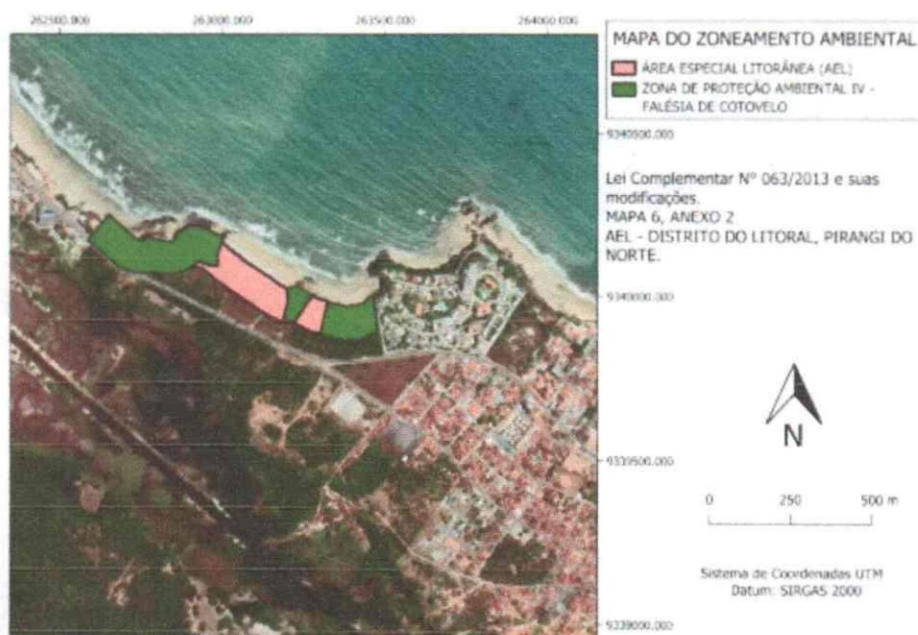 262500.000 263000.000 263500.000 264000.000
MAPA DO ZONEAMENTO AMBIENTAL
ÁREA ESPECIAL LITORÂNEA (AEL)
ZONA DE PROTEÇÃO AMBIENTAL IV -
FALÉSIA DE COTOVELO
9340500.000
Lei Complementar Nº 063/2013 e suas
modificações.
MAPA 6, ANEXO 2
AEL - DISTRITO DO LITORAL, PIRANGI DO
NORTE.
9340000.000
N
9339500.000
0 250 500 m
Sistema de Coordenadas UTM
Datum: SIRGAS 2000
9339000.000